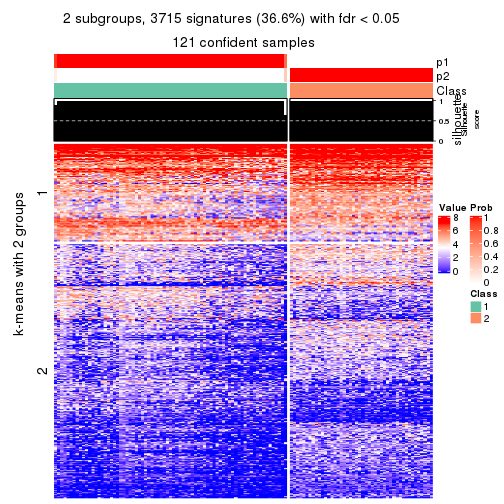 2 subgroups, 3715 signatures (36.6%) with fdr < 0.05
121 confident samples
p1
p2
Class
1
0.5
0
silhouette
Silhouette
score
k-means with 2 groups
1
2
Value
8
6
4
2
0
Prob
1
0.8
0.6
0.4
0.2
0
Class
1
2